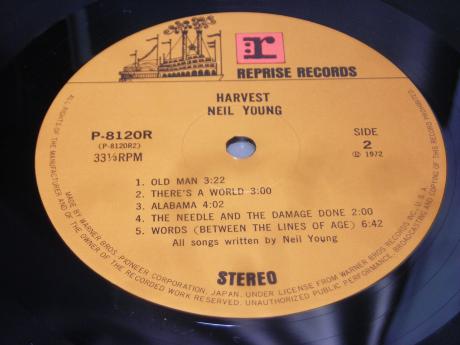 r
REPRISE RECORDS
HARVEST
NEIL YOUNG
P-8120R
(P-8120R2)
33⅓RPM
SIDE
2
Ⓟ 1972
1. OLD MAN 3:22
2. THERE'S A WORLD 3:00
3. ALABAMA 4:02
4. THE NEEDLE AND THE DAMAGE DONE 2:00
5. WORDS (BETWEEN THE LINES OF AGE) 6:42
All songs written by Neil Young
STEREO
ALL RIGHTS OF THE MANUFACTURER AND OF THE OWNER OF THE RECORDED WORK RESERVED. UNAUTHORIZED PUBLIC PERFORMANCE, BROADCASTING AND COPYING OF THIS RECORD PROHIBITED.
MADE BY WARNER BROS. PIONEER CORPORATION, JAPAN, UNDER LICENSE FROM WARNER BROS. RECORDS INC., U.S.A.